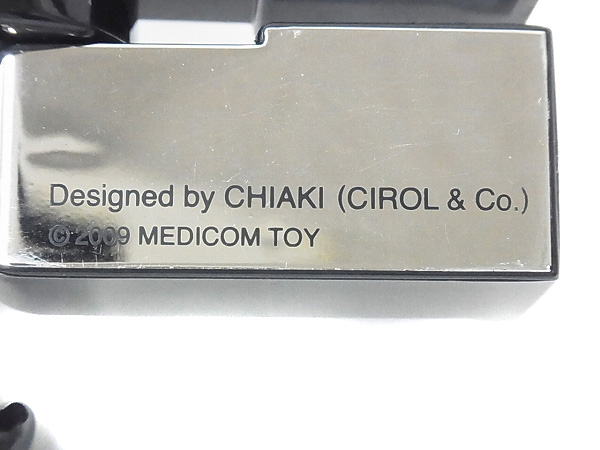 Designed by CHIAKI (CIROL & Co.)
© 2009 MEDICOM TOY